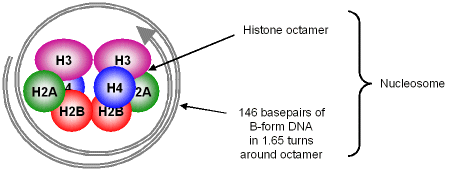 H3 H3
Histone octamer
H2A 4 H4 2A
Nucleosome
H2B H2B
146 basepairs of
B-form DNA
in 1.65 turns
around octamer